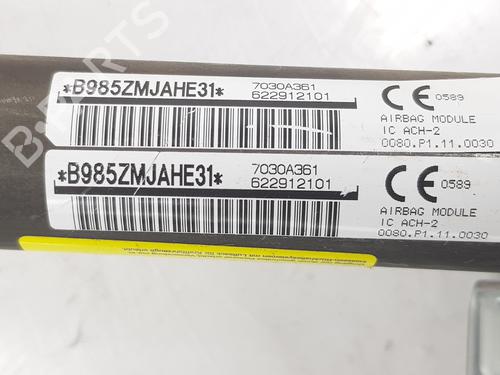 *B985ZMJAHE31*
7030A361
622912101
CE 0589
AIRBAG MODULE
IC ACH-2
0080.P1.11.0030
*B985ZMJAHE31*
7030A361
622912101
CE 0589
AIRBAG MODULE
IC ACH-2
0080.P1.11.0030
B-PARTS